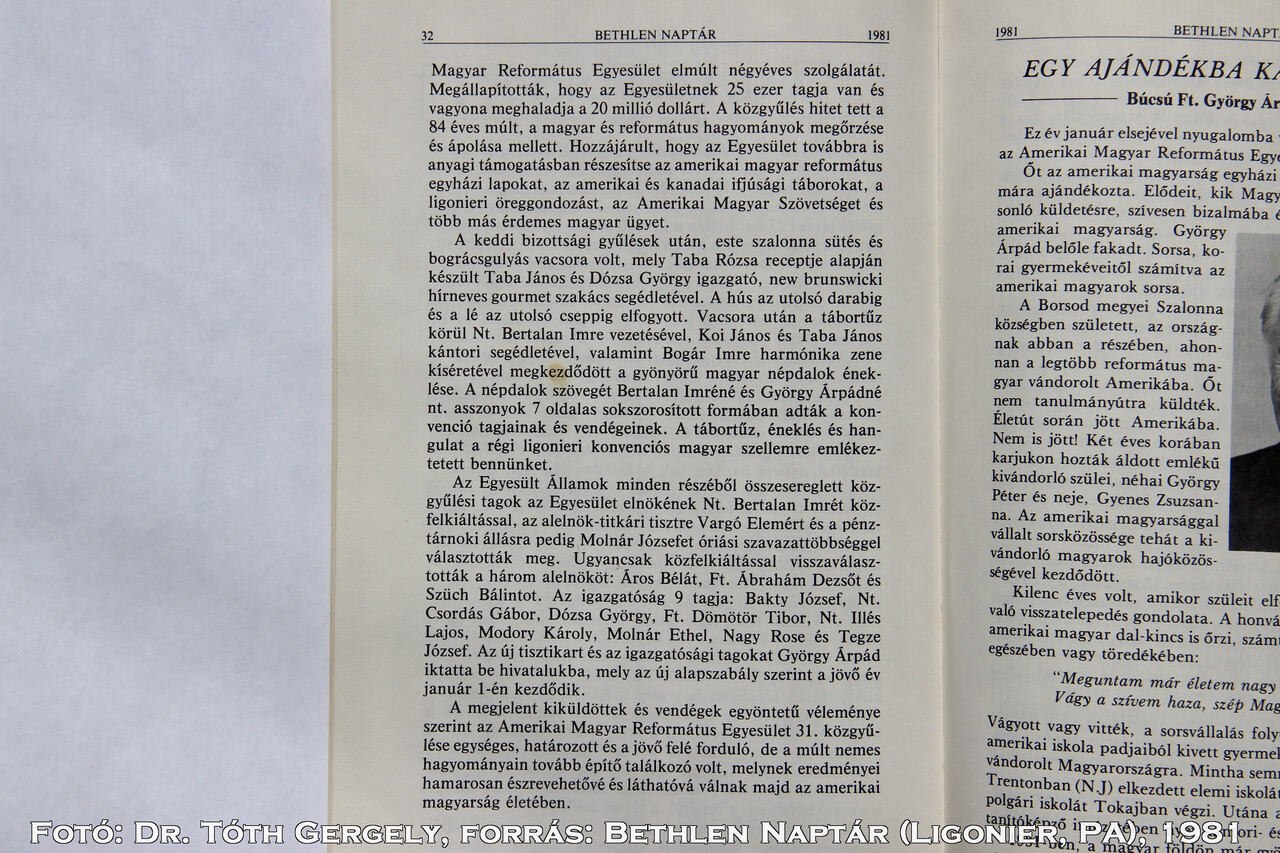 32 BETHLEN NAPTÁR 1981
Magyar Református Egyesület elmúlt négyéves szolgálatát.
Megállapították, hogy az Egyesületnek 25 ezer tagja van és
vagyona meghaladja a 20 millió dollárt. A közgyűlés hitet tett a
84 éves múlt, a magyar és református hagyományok megőrzése
és ápolása mellett. Hozzájárult, hogy az Egyesület továbbra is
anyagi támogatásban részesítse az amerikai magyar református
egyházi lapokat, az amerikai és kanadai ifjúsági táborokat, a
ligonieri öreggondozást, az Amerikai Magyar Szövetséget és
több más érdemes magyar ügyet.
A keddi bizottsági gyűlések után, este szalonna sütés és
bográcsgulyás vacsora volt, mely Taba Rózsa receptje alapján
készült Taba János és Dózsa György igazgató, new brunswicki
hírneves gourmet szakács segédletével. A hús az utolsó darabig
és a lé az utolsó cseppig elfogyott. Vacsora után a tábortűz
körül Nt. Bertalan Imre vezetésével, Koi János és Taba János
kántori segédletével, valamint Bogár Imre harmónika zene
kíséretével megkezdődött a gyönyörű magyar népdalok ének-
lése. A népdalok szövegét Bertalan Imréné és György Árpádné
nt. asszonyok 7 oldalas sokszorosított formában adták a kon-
venció tagjainak és vendégeinek. A tábortűz, éneklés és han-
gulat a régi ligonieri konvenciós magyar szellemre emlékez-
tetett bennünket.
Az Egyesült Államok minden részéből összesereglett köz-
gyűlési tagok az Egyesület elnökének Nt. Bertalan Imrét köz-
felkiáltással, az alelnök-titkári tisztre Vargó Elemért és a pénz-
tárnoki állásra pedig Molnár Józsefet óriási szavazattöbbséggel
választották meg. Ugyancsak közfelkiáltással visszaválasz-
tották a három alelnököt: Áros Bélát, Ft. Ábrahám Dezsőt és
Szüch Bálintot. Az igazgatóság 9 tagja: Bakty József, Nt.
Csordás Gábor, Dózsa György, Ft. Dömötör Tibor, Nt. Illés
Lajos, Modory Károly, Molnár Ethel, Nagy Rose és Tegze
József. Az új tisztikart és az igazgatósági tagokat György Árpád
iktatta be hivatalukba, mely az új alapszabály szerint a jövő év
január 1-én kezdődik.
A megjelent kiküldöttek és vendégek egyöntetű véleménye
szerint az Amerikai Magyar Református Egyesület 31. közgyű-
lése egységes, határozott és a jövő felé forduló, de a múlt nemes
hagyományain tovább építő találkozó volt, melynek eredményei
hamarosan észrevehetővé és láthatóvá válnak majd az amerikai
magyarság életében.
1981 BETHLEN NAPT
EGY AJÁNDÉKBA
Búcsú Ft. György Ár
Ez év január elsejével nyugalomba
az Amerikai Magyar Református Egye
Őt az amerikai magyarság egyházi
mára ajándékozta. Elődeit, kik Magy
sonló küldetésre, szívesen bizalmába
amerikai magyarság. György
Árpád belőle fakadt. Sorsa, ko-
rai gyermekéveitől számítva az
amerikai magyarok sorsa.
A Borsod megyei Szalonna
községben született, az ország-
nak abban a részében, ahon-
nan a legtöbb református ma-
gyar vándorolt Amerikába. Őt
nem tanulmányútra küldték.
Életút során jött Amerikába.
Nem is jött! Két éves korában
karjukon hozták áldott emlékű
kivándorló szülei, néhai György
Péter és neje, Gyenes Zsuzsan-
na. Az amerikai magyarsággal
vállalt sorsközössége tehát a ki-
vándorló magyarok hajóközös-
ségével kezdődött.
Kilenc éves volt, amikor szüleit elf
való visszatelepedés gondolata. A honvá
amerikai magyar dal-kincs is őrzi, szám
egészében vagy töredékében:
"Meguntam már életem nagy
Vágy a szívem haza, szép Mag
Vágyott vagy vitték, a sorsvállalás foly
amerikai iskola padjaiból kivett gyermek
vándorolt Magyarországra. Mintha sem
Trentonban (N.J) elkezdett elemi iskolát
polgári iskolát Tokajban végzi. Utána a
FOTÓ: DR. TÓTH GERGELY, FORRÁS: BETHLEN NAPTÁR (LIGONIER, PA), 1981